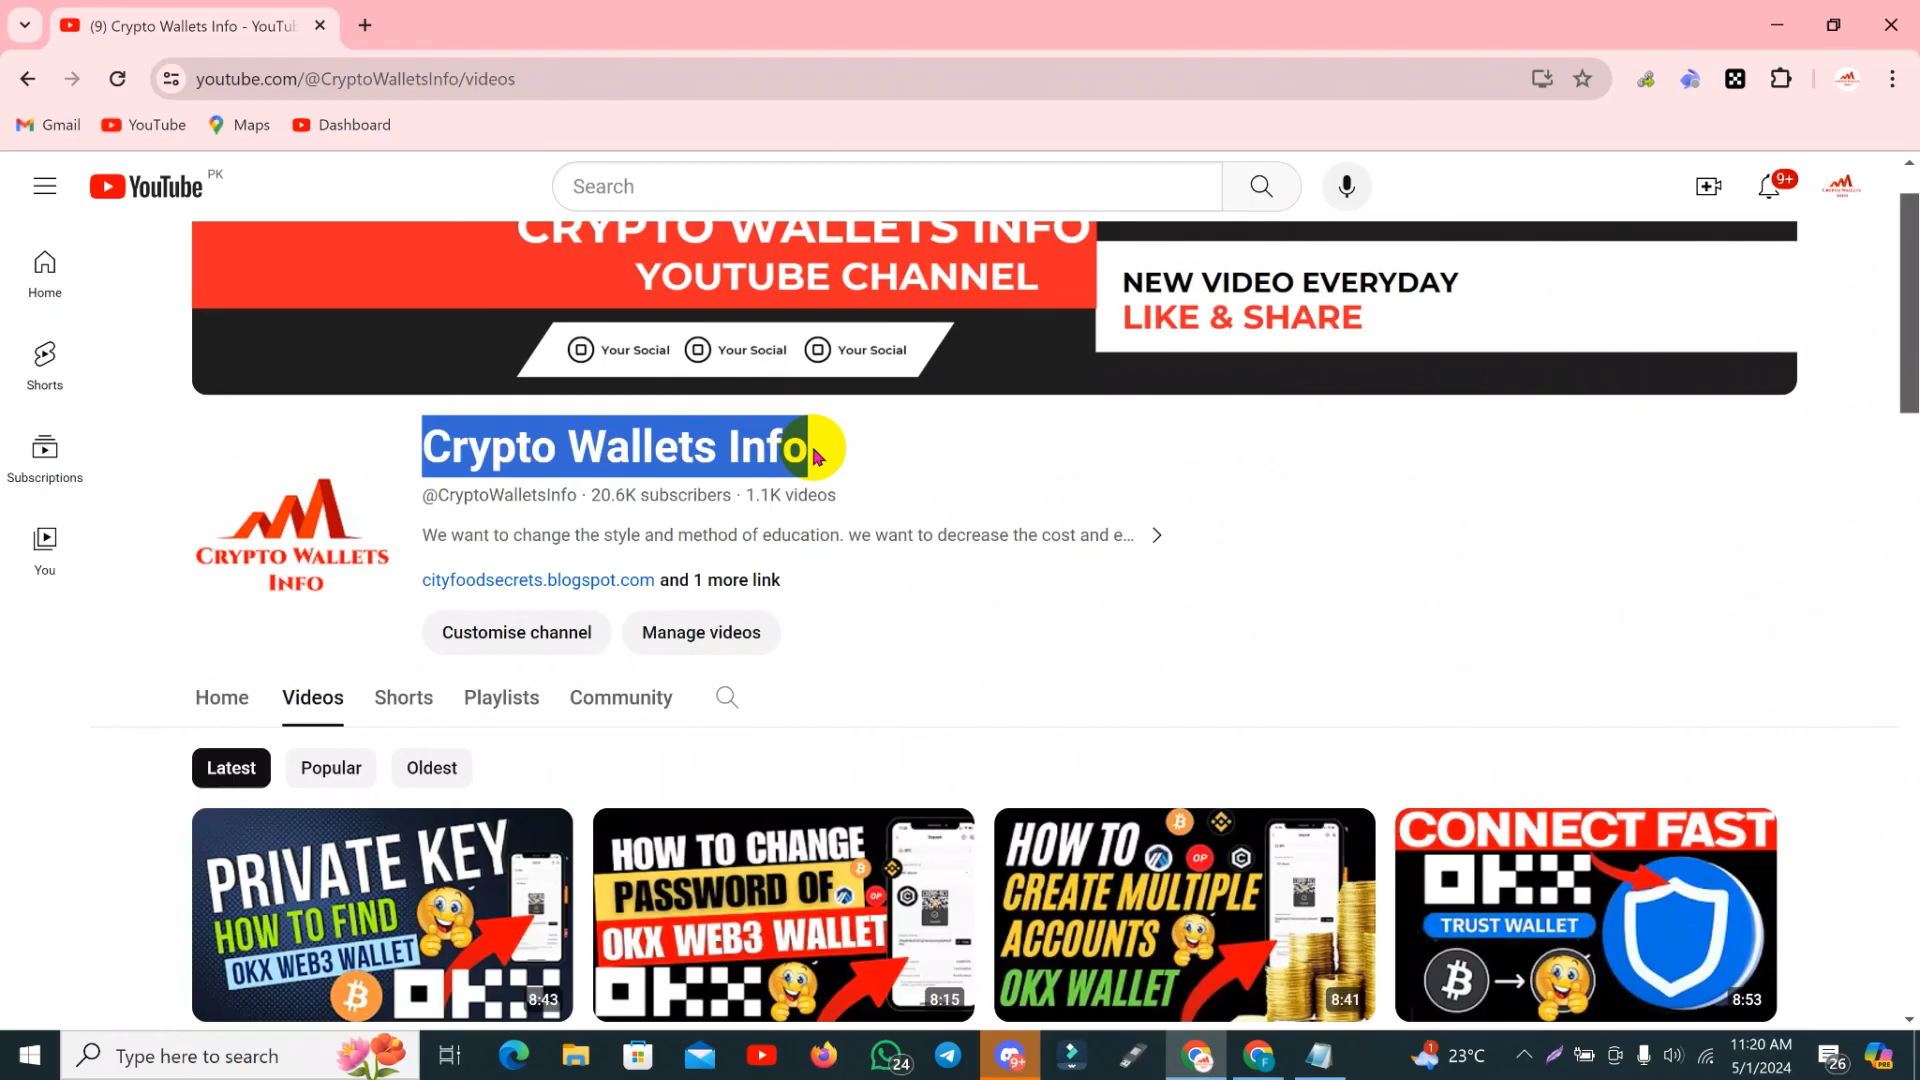 (9) Crypto Wallets Info - YouTub
youtube.com/@CryptoWalletsInfo/videos
Gmail YouTube Maps Dashboard
YouTube PK
Search
9+
CRYPTO WALLETS INFO
YOUTUBE CHANNEL
NEW VIDEO EVERYDAY
LIKE & SHARE
Your Social Your Social Your Social
Home
Shorts
Subscriptions
You
CRYPTO WALLETS
INFO
Crypto Wallets Info
@CryptoWalletsInfo · 20.6K subscribers · 1.1K videos
We want to change the style and method of education. we want to decrease the cost and e...
cityfoodsecrets.blogspot.com and 1 more link
Customise channel Manage videos
Home Videos Shorts Playlists Community
Latest Popular Oldest
PRIVATE KEY
HOW TO FIND
OKX WEB3 WALLET
8:43
HOW TO CHANGE
PASSWORD OF
OKX WEB3 WALLET
8:15
HOW TO
CREATE MULTIPLE
ACCOUNTS
OKX WALLET
8:41
CONNECT FAST
OKX
TRUST WALLET
8:53
Type here to search
24
9+
23°C
11:20 AM
5/1/2024
26